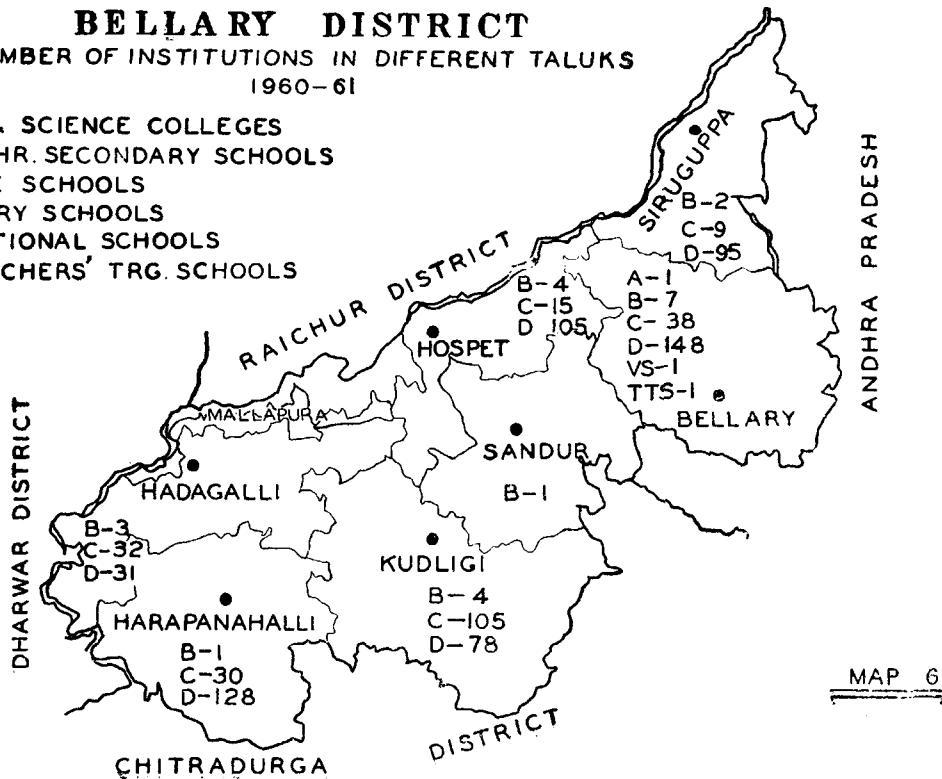 BELLARY DISTRICT
MBER OF INSTITUTIONS IN DIFFERENT TALUKS
1960-61
& SCIENCE COLLEGES
HR. SECONDARY SCHOOLS
E SCHOOLS
RY SCHOOLS
TIONAL SCHOOLS
CHERS' TRG. SCHOOLS
SIRUGUPPA
B-2
C-9
D-95
ANDHRA PRADESH
RAICHUR DISTRICT
B-4
C-15
D 105
HOSPET
A-1
B-7
C-38
D-148
VS-1
TTS-1
BELLARY
MALLAPURA
SANDUR
B-1
HADAGALLI
B-3
C-32
D-31
DHARWAR DISTRICT
KUDLIGI
B-4
C-105
D-78
HARAPANAHALLI
B-1
C-30
D-128
MAP 6
CHITRADURGA DISTRICT